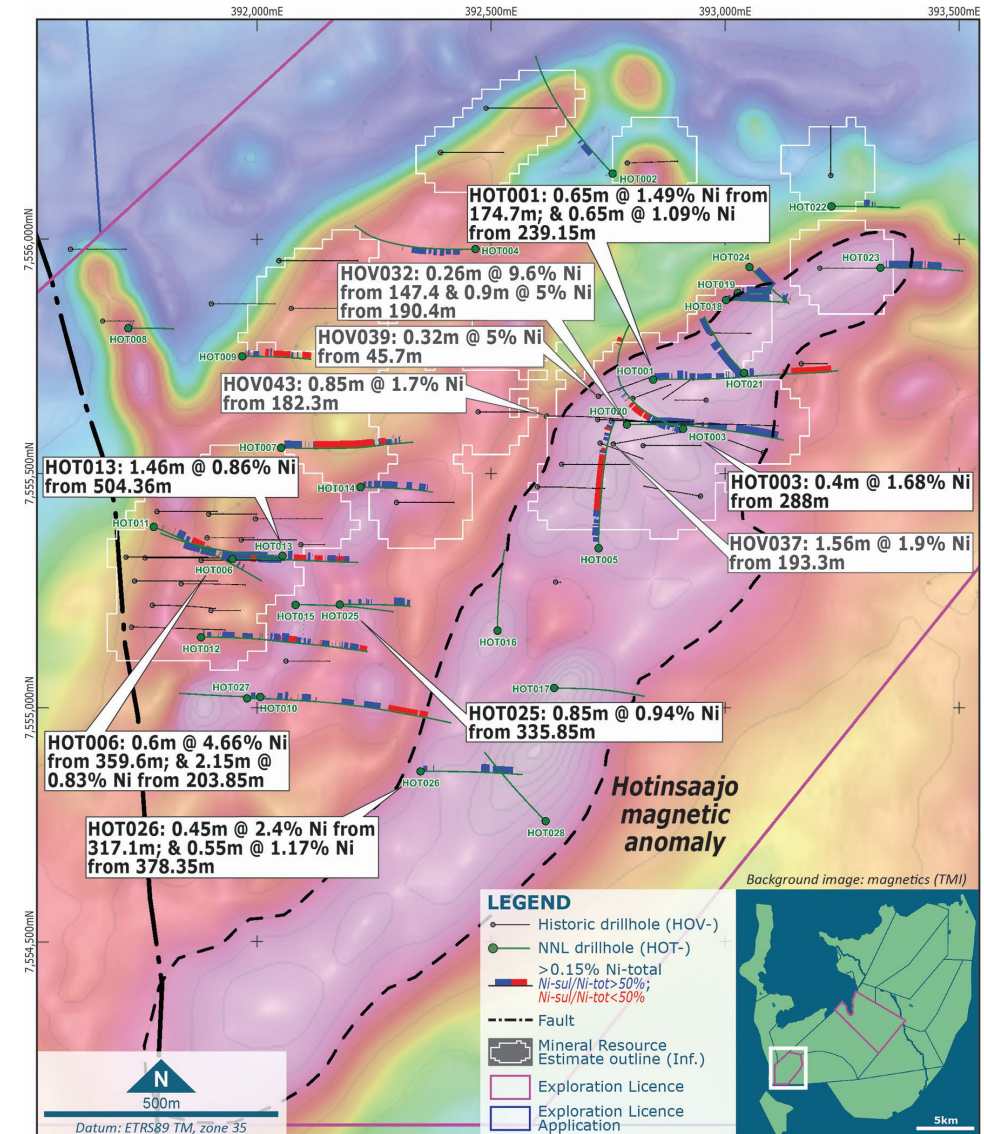 392,000mE
392,500mE
393,000mE
393,500mE
7,556,000mN
7,555,500mN
7,555,000mN
7,554,500mN
HOT002
HOT001: 0.65m @ 1.49% Ni from
174.7m; & 0.65m @ 1.09% Ni
from 239.15m
HOT022
HOT004
HOT024
HOT023
HOV032: 0.26m @ 9.6% Ni
from 147.4 & 0.9m @ 5% Ni
from 190.4m
HOT019
HOT018
HOT008
HOV039: 0.32m @ 5% Ni
from 45.7m
HOT009
HOT001
HOT021
HOV043: 0.85m @ 1.7% Ni
from 182.3m
HOT020
HOT003
HOT007
HOT013: 1.46m @ 0.86% Ni
from 504.36m
HOT014
HOT003: 0.4m @ 1.68% Ni
from 288m
HOT011
HOT013
HOT006
HOT005
HOV037: 1.56m @ 1.9% Ni
from 193.3m
HOT015
HOT025
HOT012
HOT016
HOT027
HOT010
HOT017
HOT025: 0.85m @ 0.94% Ni
from 335.85m
HOT006: 0.6m @ 4.66% Ni
from 359.6m; & 2.15m @
0.83% Ni from 203.85m
HOT026
HOT028
Hotinsaajo
magnetic
anomaly
HOT026: 0.45m @ 2.4% Ni from
317.1m; & 0.55m @ 1.17% Ni
from 378.35m
Background image: magnetics (TMI)
LEGEND
Historic drillhole (HOV-)
NNL drillhole (HOT-)
>0.15% Ni-total
Ni-sul/Ni-tot>50%;
Ni-sul/Ni-tot<50%
Fault
Mineral Resource
Estimate outline (Inf.)
Exploration Licence
Exploration Licence
Application
N
500m
Datum: ETRS89 TM, zone 35
5km